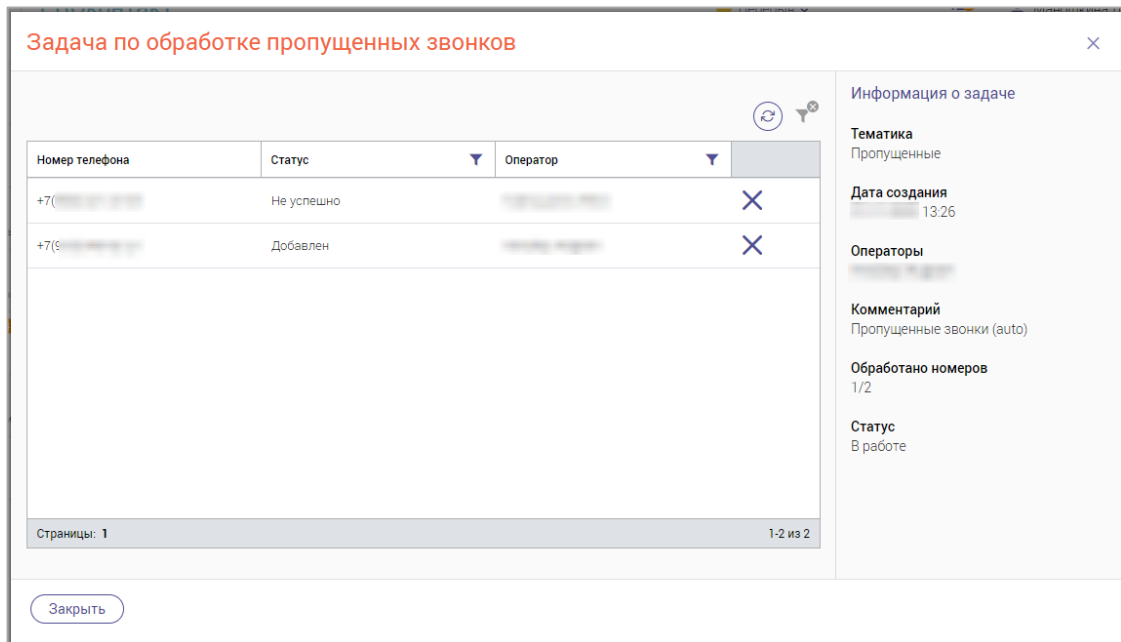 Задача по обработке пропущенных звонков
Информация о задаче
Тематика
Пропущенные
Дата создания
13:26
Операторы
Комментарий
Пропущенные звонки (auto)
Обработано номеров
1/2
Статус
В работе
Номер телефона Статус Оператор
+7( Не успешно
+7(9 Добавлен
Страницы: 1 1-2 из 2
Закрыть